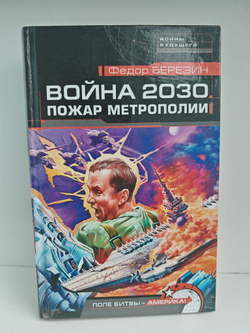 ВОЙНЫ
БУДУЩЕГО
Федор БЕРЕЗИН
ВОЙНА 2030
ПОЖАР МЕТРОПОЛИИ
ПОЛЕ БИТВЫ – АМЕРИКА!